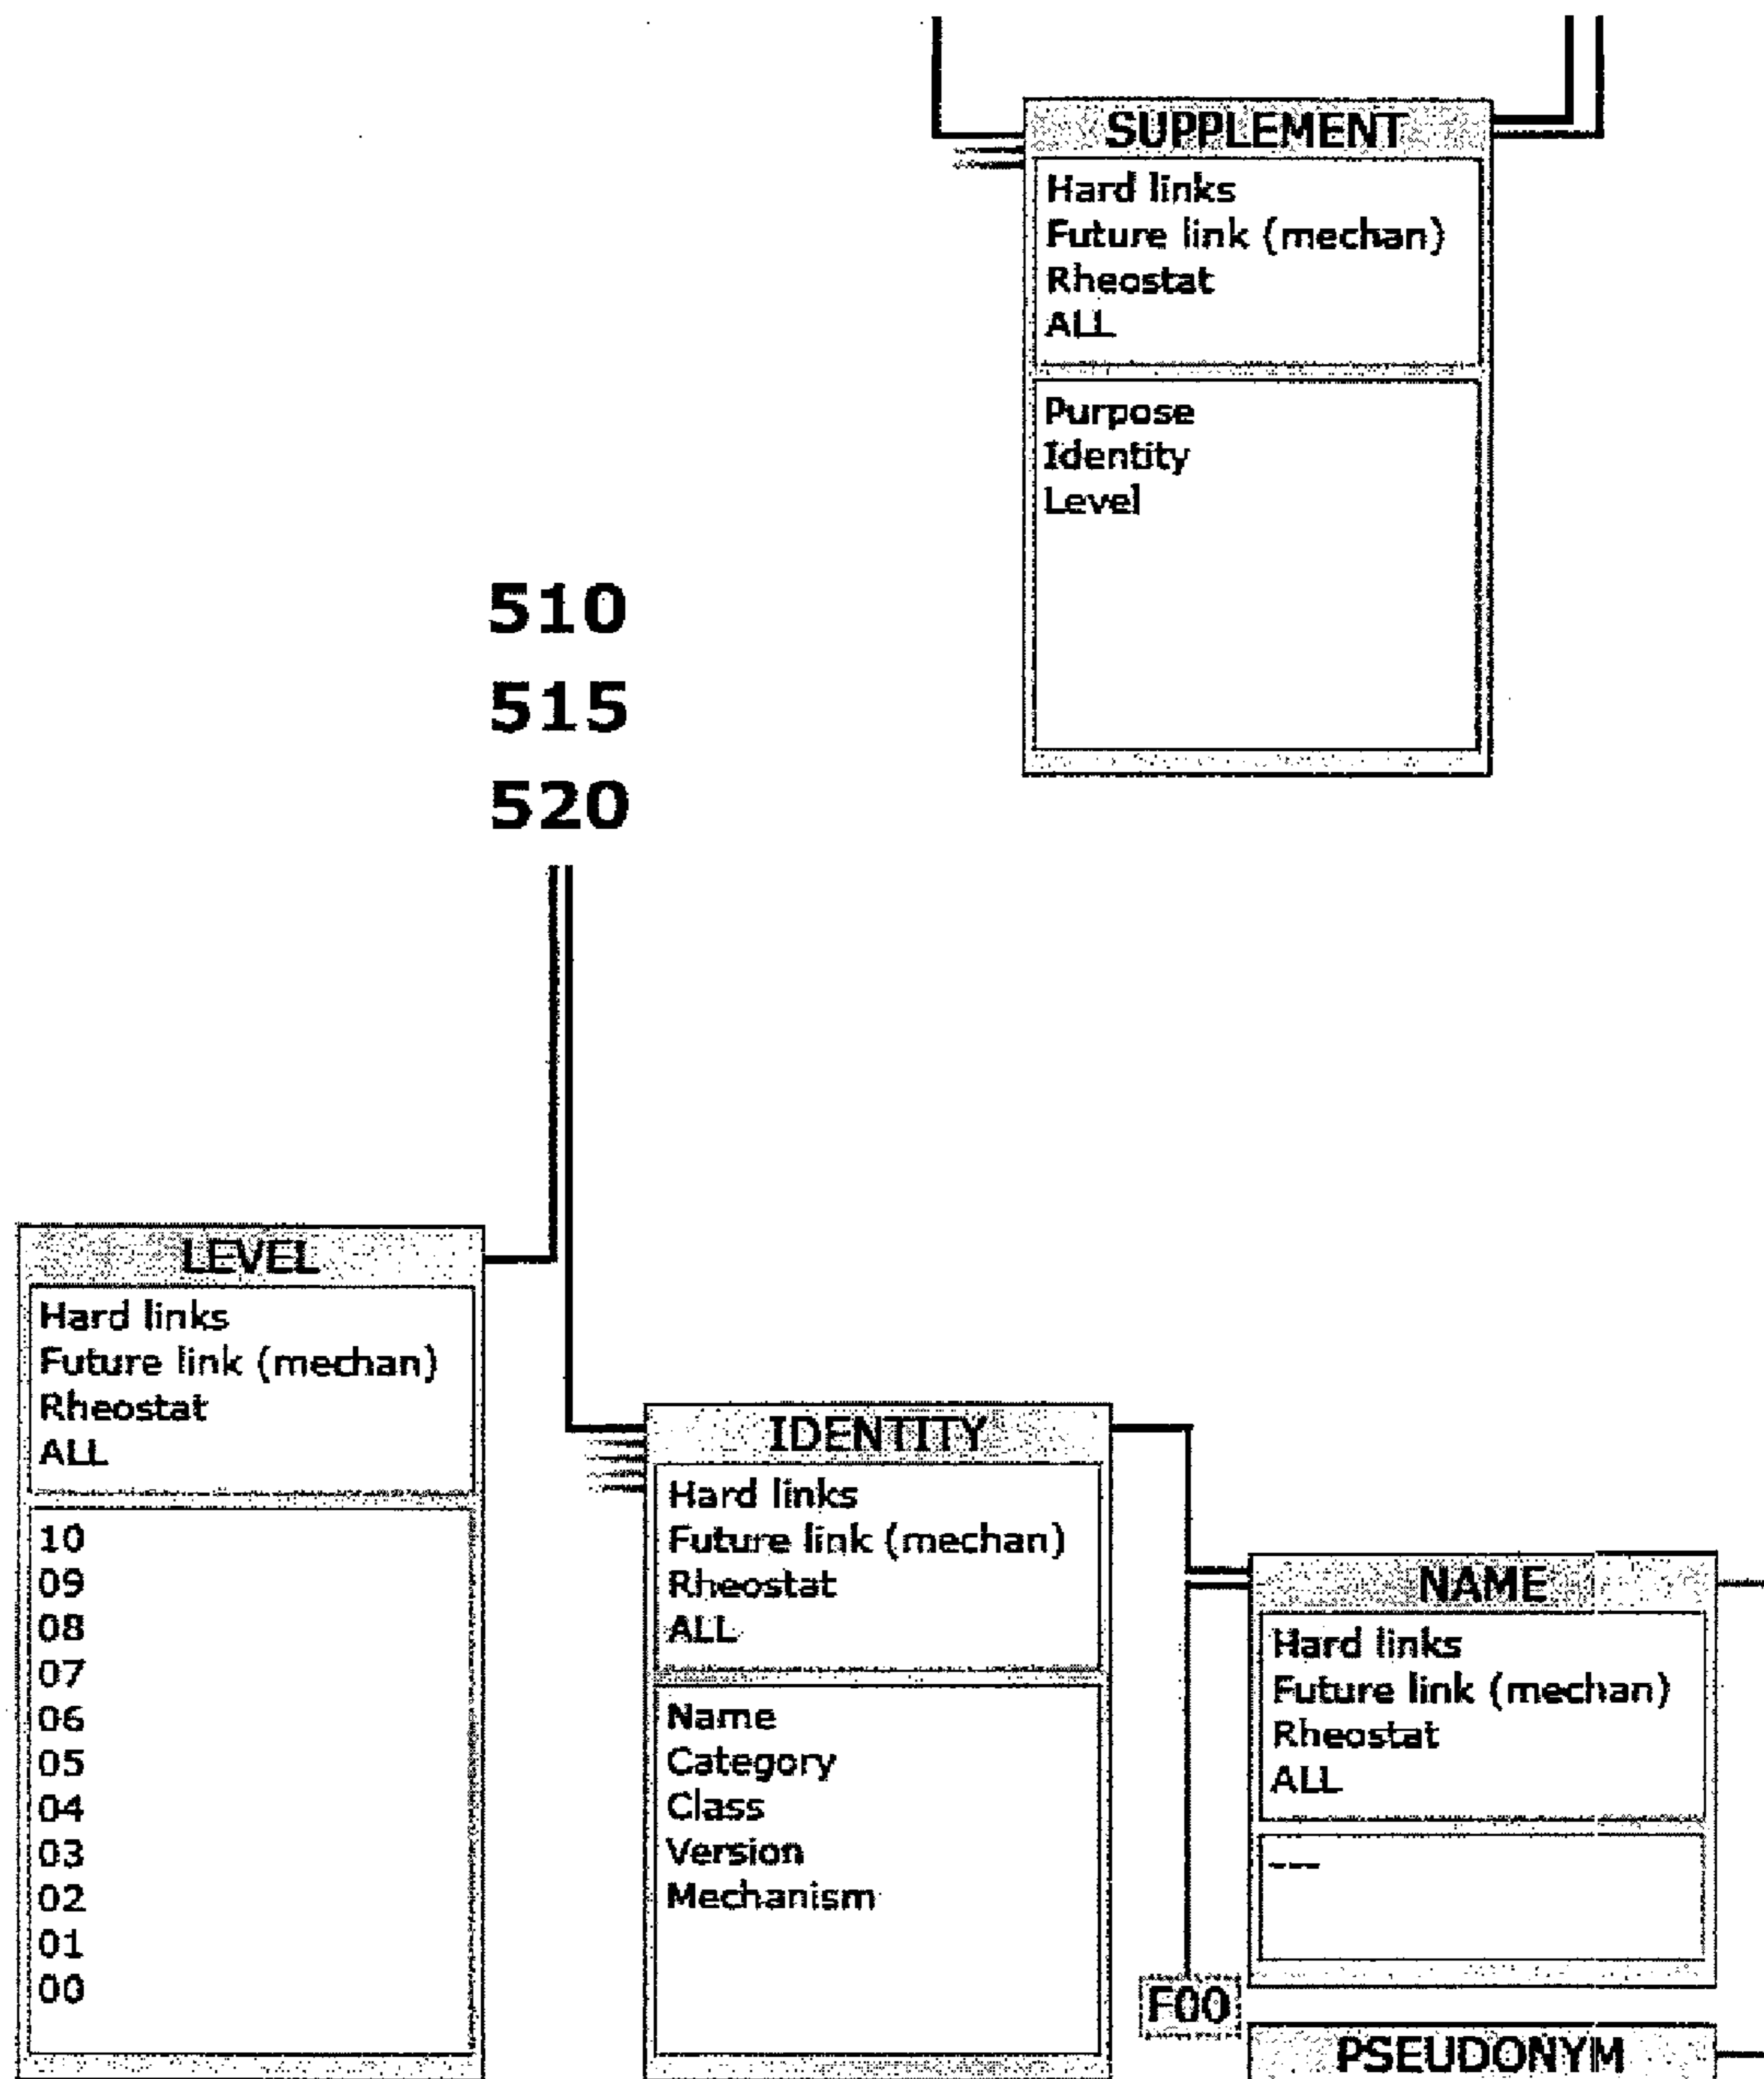 SUPPLEMENT
Hard links
Future link (mechan)
Rheostat
ALL
Purpose
Identity
Level
510
515
520
LEVEL
Hard links
Future link (mechan)
Rheostat
ALL
10
09
08
07
06
05
04
03
02
01
00
IDENTITY
Hard links
Future link (mechan)
Rheostat
ALL
Name
Category
Class
Version
Mechanism
NAME
Hard links
Future link (mechan)
Rheostat
ALL
---
F00
PSEUDONYM